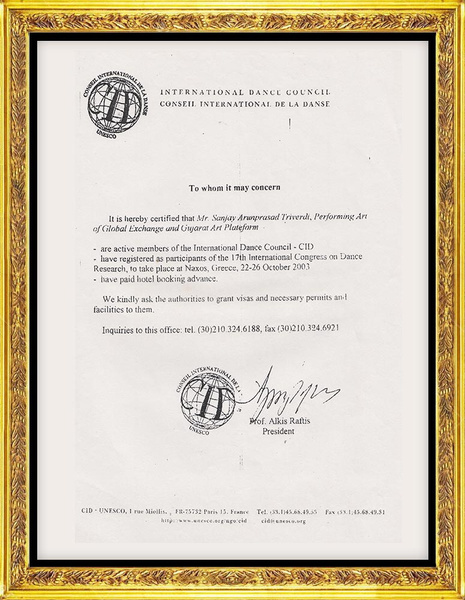 CONSEIL INTERNATIONAL DE LA DANSE
CID
UNESCO
INTERNATIONAL DANCE COUNCIL
CONSEIL INTERNATIONAL DE LA DANSE
To whom it may concern
It is hereby certified that Mr. Sanjay Arunprasad Triverdi, Performing Art
of Global Exchange and Gujarat Art Plateform
- are active members of the International Dance Council - CID
- have registered as participants of the 17th International Congress on Dance
Research, to take place at Naxos, Greece, 22-26 October 2003
- have paid hotel booking advance.
We kindly ask the authorities to grant visas and necessary permits and
facilities to them.
Inquiries to this office: tel. (30)210.324.6188, fax (30)210.324.6921
CONSEIL INTERNATIONAL DE LA
CID
UNESCO
Prof. Alkis Raftis
President
CID - UNESCO, 1 rue Miollis, , FR-75732 Paris 15. France Tel. (33.1)45.68.49.53 Fax (33.1)45.68.49.31
http://www.unesco.org/ngo/cid cid@unesco.org